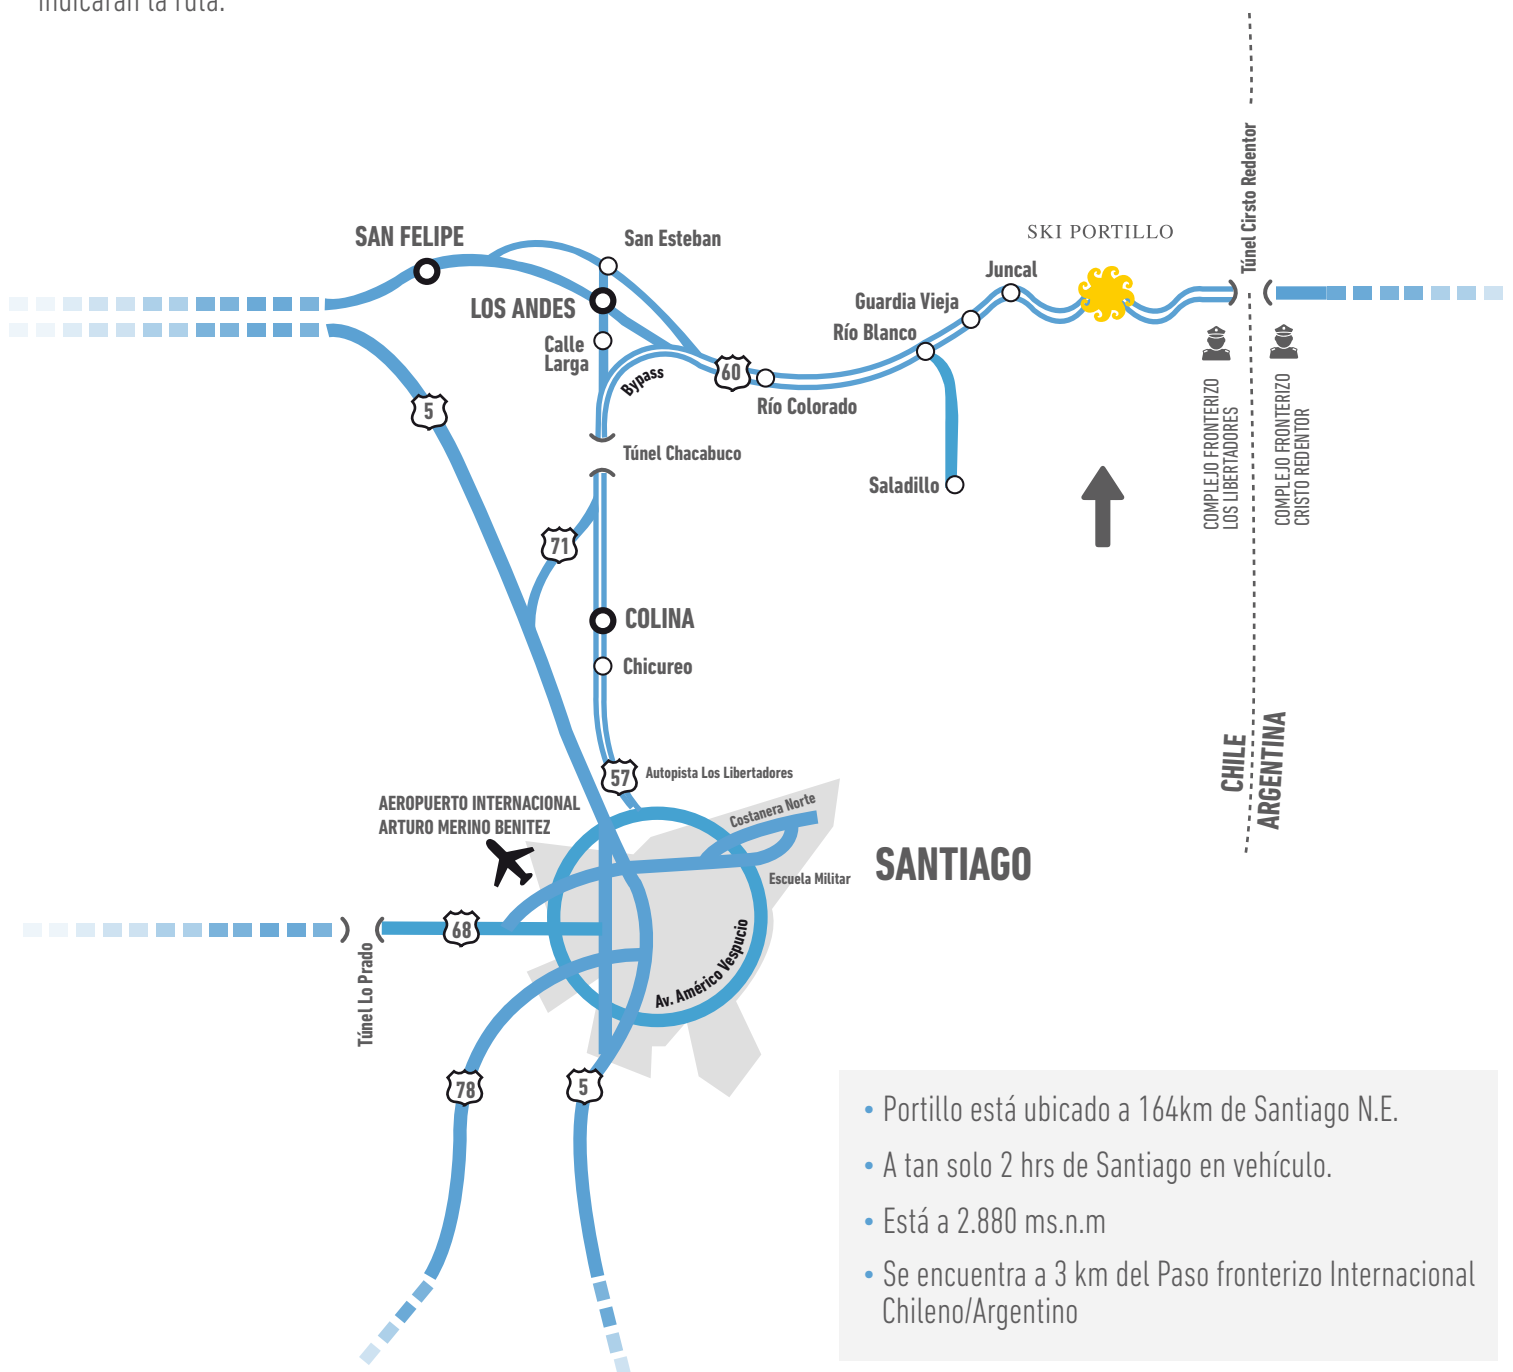 indicarán la ruta.
Túnel Cirsto Redentor
SKI PORTILLO
SAN FELIPE
San Esteban
Juncal
LOS ANDES
Guardia Vieja
Río Blanco
Calle
Larga
Bypass
60
Río Colorado
5
Túnel Chacabuco
Saladillo
COMPLEJO FRONTERIZO
LOS LIBERTADORES
COMPLEJO FRONTERIZO
CRISTO REDENTOR
71
COLINA
Chicureo
CHILE
ARGENTINA
57
Autopista Los Libertadores
AEROPUERTO INTERNACIONAL
ARTURO MERINO BENITEZ
Costanera Norte
SANTIAGO
Escuela Militar
68
Av. Américo Vespucio
Túnel Lo Prado
78
5
• Portillo está ubicado a 164km de Santiago N.E.
• A tan solo 2 hrs de Santiago en vehículo.
• Está a 2.880 ms.n.m
• Se encuentra a 3 km del Paso fronterizo Internacional
Chileno/Argentino